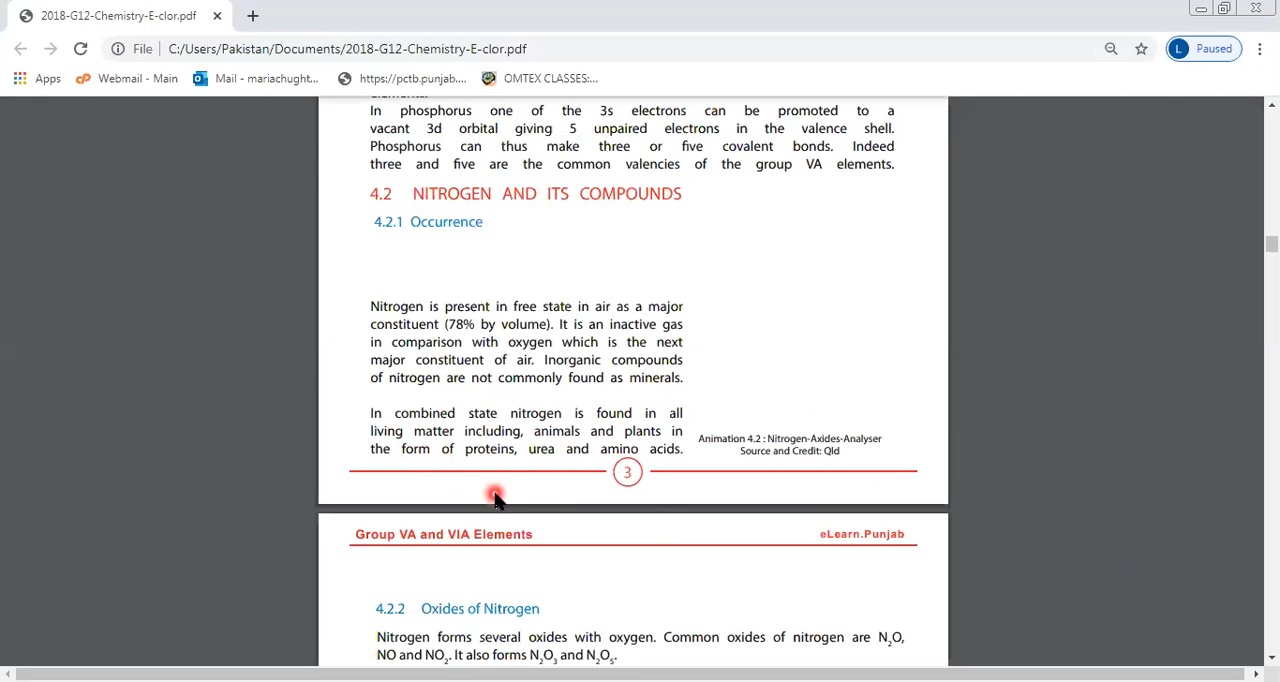 2018-G12-Chemistry-E-clor.pdf
File | C:/Users/Pakistan/Documents/2018-G12-Chemistry-E-clor.pdf
L Paused
Apps Webmail - Main Mail - mariachught... https://pctb.punjab.... OMTEX CLASSES:...
elements.
In phosphorus one of the 3s electrons can be promoted to a
vacant 3d orbital giving 5 unpaired electrons in the valence shell.
Phosphorus can thus make three or five covalent bonds. Indeed
three and five are the common valencies of the group VA elements.
4.2 NITROGEN AND ITS COMPOUNDS
4.2.1 Occurrence
Nitrogen is present in free state in air as a major
constituent (78% by volume). It is an inactive gas
in comparison with oxygen which is the next
major constituent of air. Inorganic compounds
of nitrogen are not commonly found as minerals.
In combined state nitrogen is found in all
living matter including, animals and plants in
the form of proteins, urea and amino acids.
Animation 4.2 : Nitrogen-Axides-Analyser
Source and Credit: Qld
3
Group VA and VIA Elements
eLearn.Punjab
4.2.2 Oxides of Nitrogen
Nitrogen forms several oxides with oxygen. Common oxides of nitrogen are N₂O,
NO and NO₂. It also forms N₂O₃ and N₂O₅.